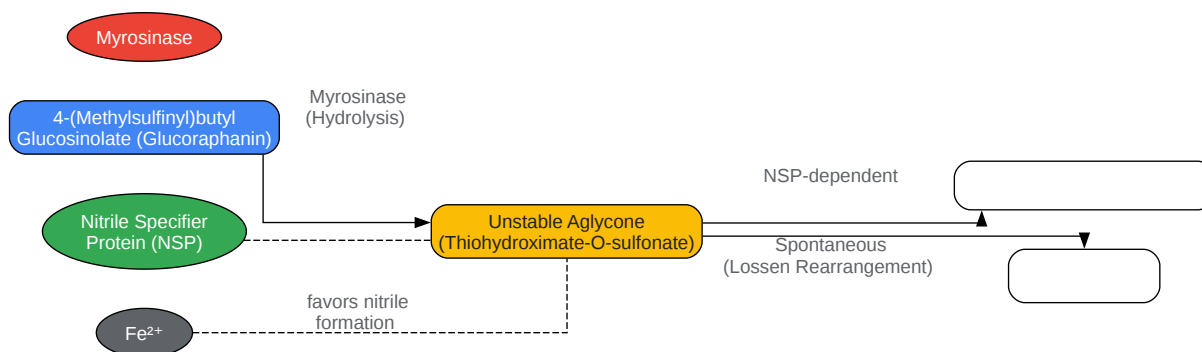 Myrosinase
4-(Methylsulfinyl)butyl
Glucosinolate (Glucoraphanin)
Myrosinase
(Hydrolysis)
Nitrile Specifier
Protein (NSP)
Unstable Aglycone
(Thiohydroximate-O-sulfonate)
NSP-dependent
Spontaneous
(Lossen Rearrangement)
favors nitrile
formation
Fe²⁺